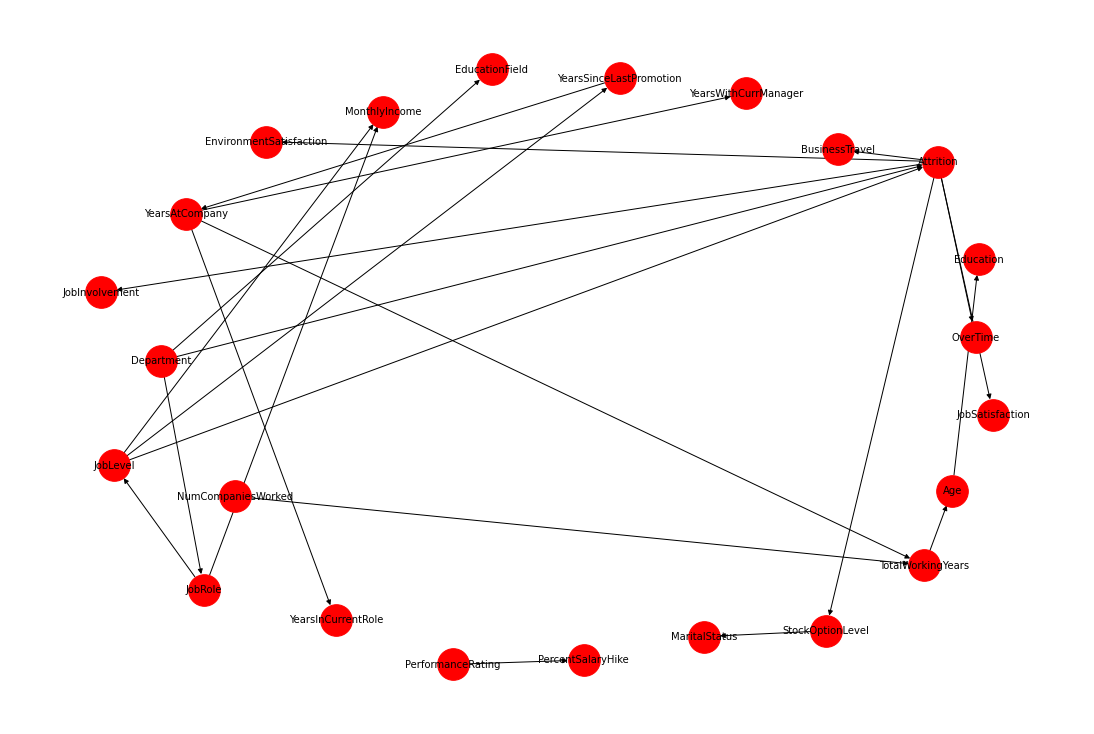 EducationField
YearsSinceLastPromotion
YearsWithCurrManager
MonthlyIncome
EnvironmentSatisfaction
BusinessTravel
Attrition
YearsAtCompany
Education
JobInvolvement
OverTime
Department
JobSatisfaction
JobLevel
NumCompaniesWorked
Age
TotalWorkingYears
JobRole
YearsInCurrentRole
StockOptionLevel
MaritalStatus
PerformanceRating
PercentSalaryHike